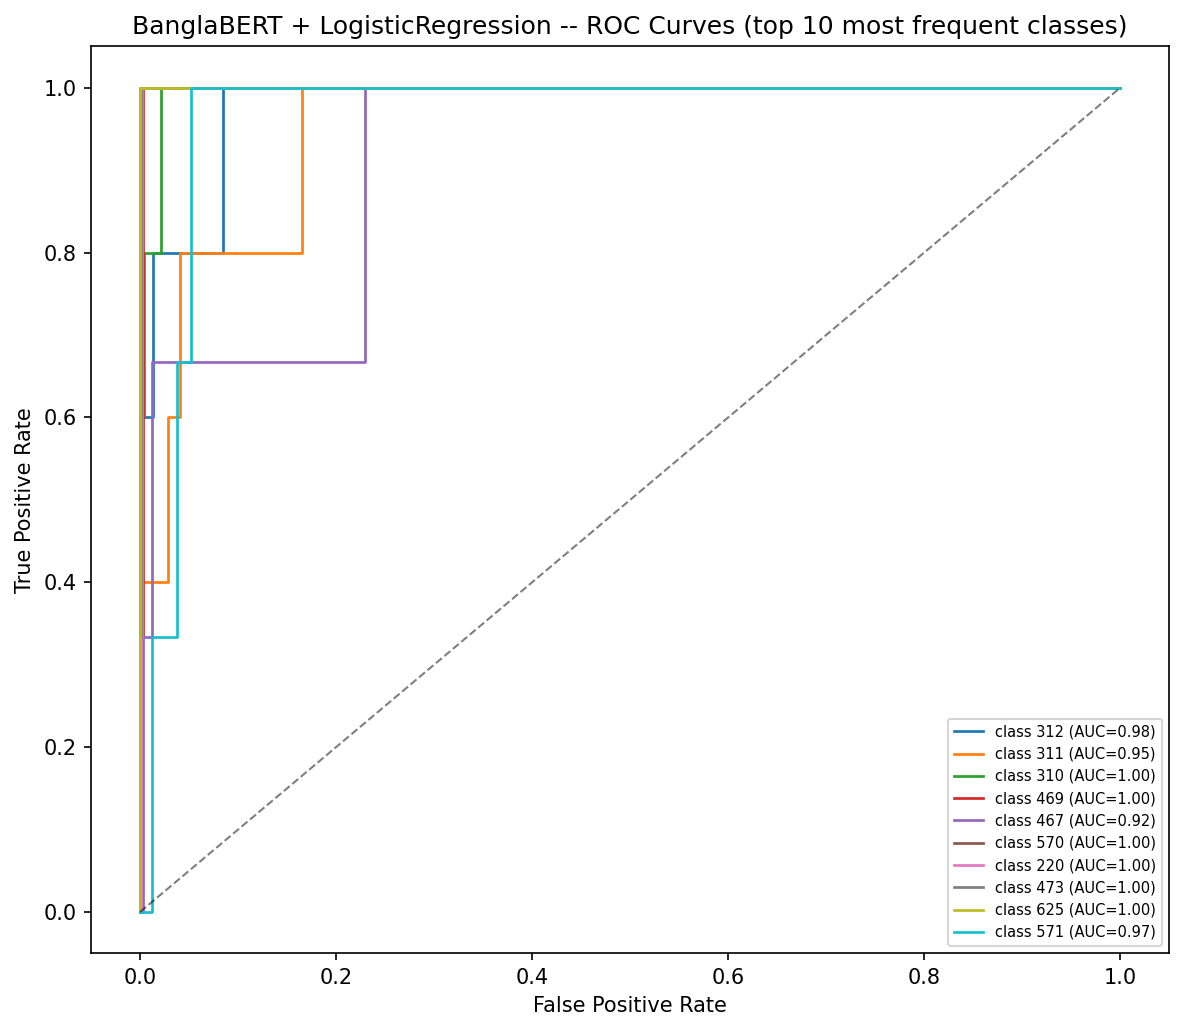 BanglaBERT + LogisticRegression -- ROC Curves (top 10 most frequent classes)
1.0
0.8
0.6
0.4
0.2
0.0
True Positive Rate
0.0 0.2 0.4 0.6 0.8 1.0
False Positive Rate
class 312 (AUC=0.98)
class 311 (AUC=0.95)
class 310 (AUC=1.00)
class 469 (AUC=1.00)
class 467 (AUC=0.92)
class 570 (AUC=1.00)
class 220 (AUC=1.00)
class 473 (AUC=1.00)
class 625 (AUC=1.00)
class 571 (AUC=0.97)